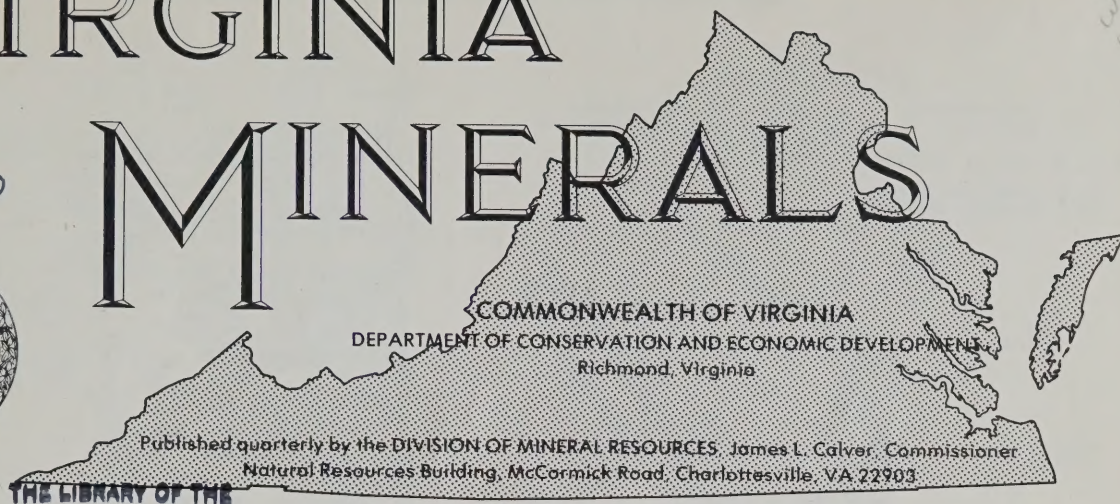 IRGINIA
MINERALS
COMMONWEALTH OF VIRGINIA
DEPARTMENT OF CONSERVATION AND ECONOMIC DEVELOPMENT
Richmond, Virginia
Published quarterly by the DIVISION OF MINERAL RESOURCES James L. Calver, Commissioner
Natural Resources Building, McCormick Road, Charlottesville, VA 22903
THE LIBRARY OF THE